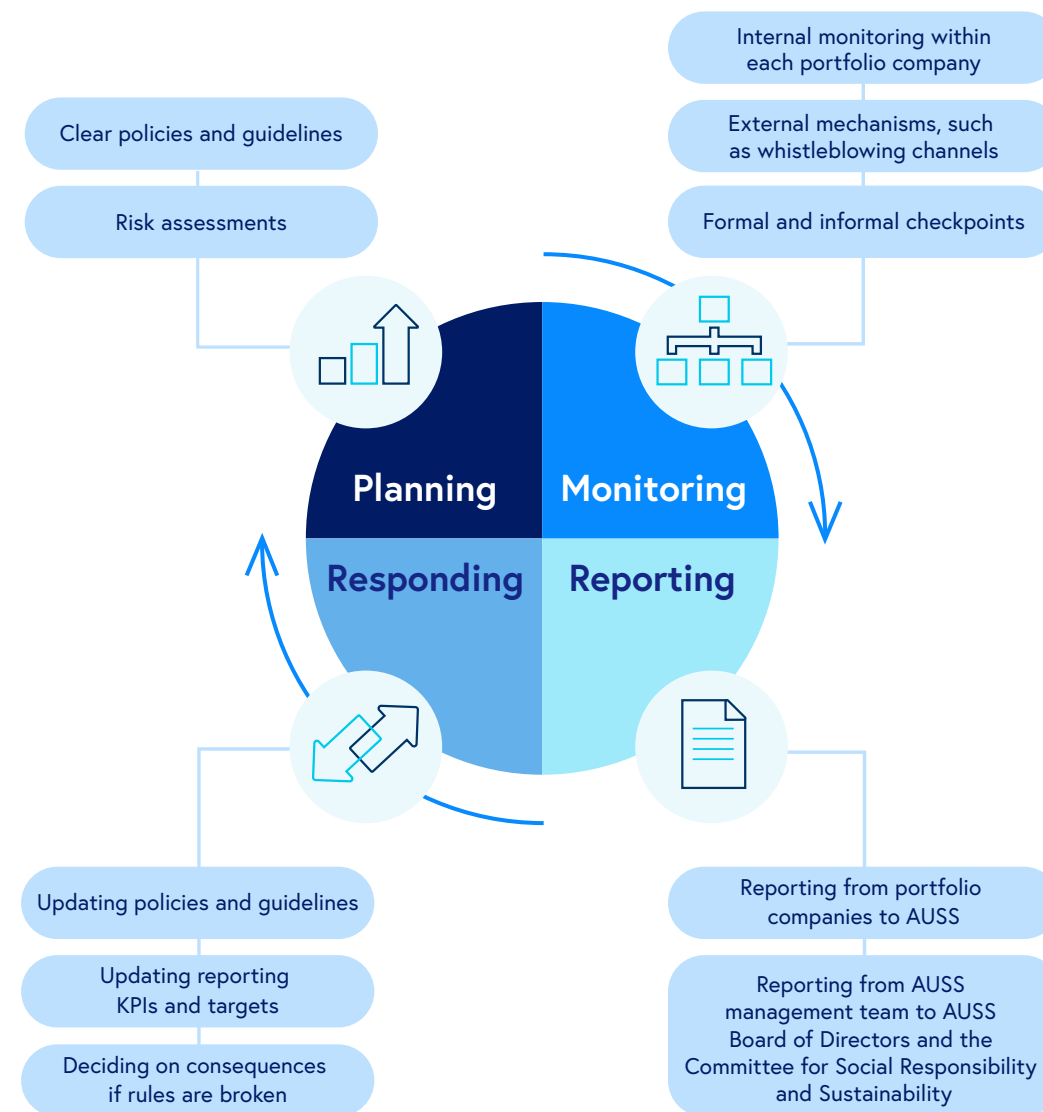 Internal monitoring within
each portfolio company
Clear policies and guidelines
External mechanisms, such
as whistleblowing channels
Risk assessments
Formal and informal checkpoints
Planning
Monitoring
Responding
Reporting
Updating policies and guidelines
Updating reporting
KPIs and targets
Deciding on consequences
if rules are broken
Reporting from portfolio
companies to AUSS
Reporting from AUSS
management team to AUSS
Board of Directors and the
Committee for Social Responsibility
and Sustainability